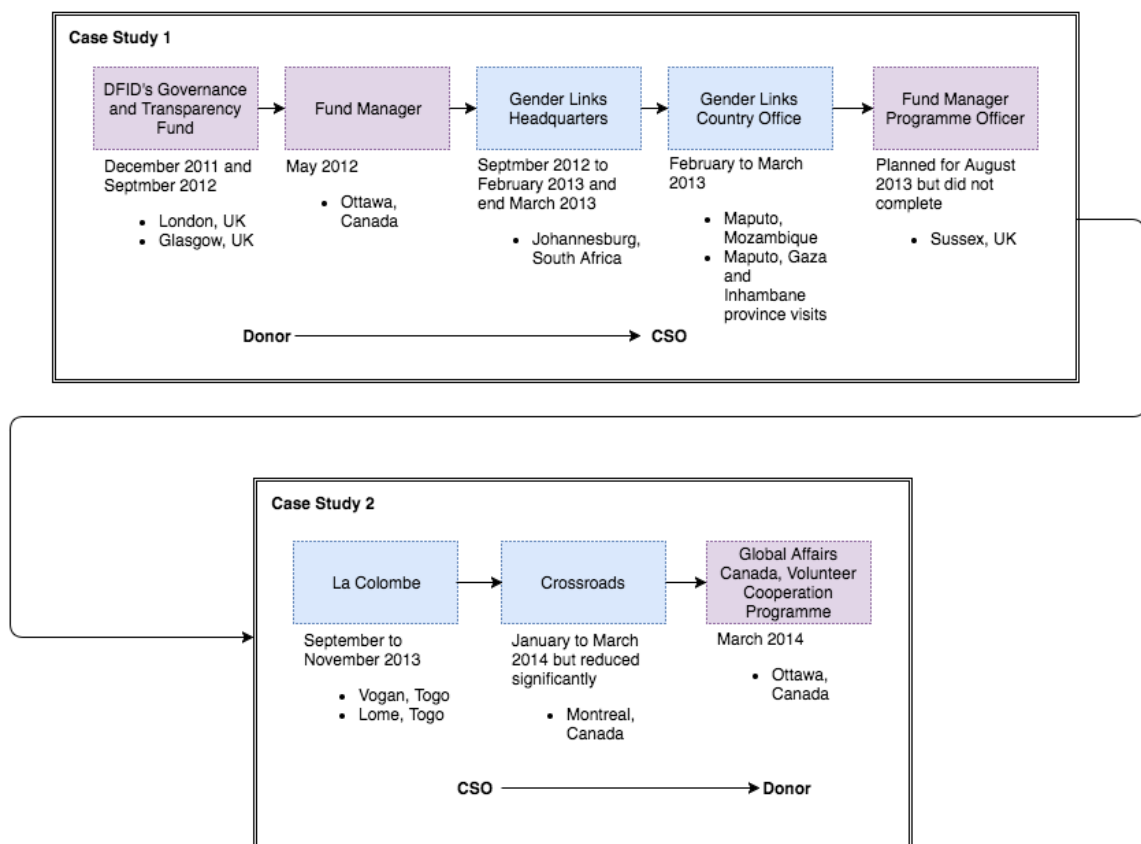 Case Study 1
DFID's Governance
and Transparency
Fund
December 2011 and
Septmber 2012
• London, UK
• Glasgow, UK
Fund Manager
May 2012
• Ottawa,
Canada
Gender Links
Headquarters
Septmber 2012 to
February 2013 and
end March 2013
• Johannesburg,
South Africa
Gender Links
Country Office
February to March
2013
• Maputo,
Mozambique
• Maputo, Gaza
and
Inhambane
province visits
Fund Manager
Programme Officer
Planned for August
2013 but did not
complete
• Sussex, UK
Donor
CSO
Case Study 2
La Colombe
September to
November 2013
• Vogan, Togo
• Lome, Togo
Crossroads
January to March
2014 but reduced
significantly
• Montreal,
Canada
Global Affairs
Canada, Volunteer
Cooperation
Programme
March 2014
• Ottawa,
Canada
CSO
Donor